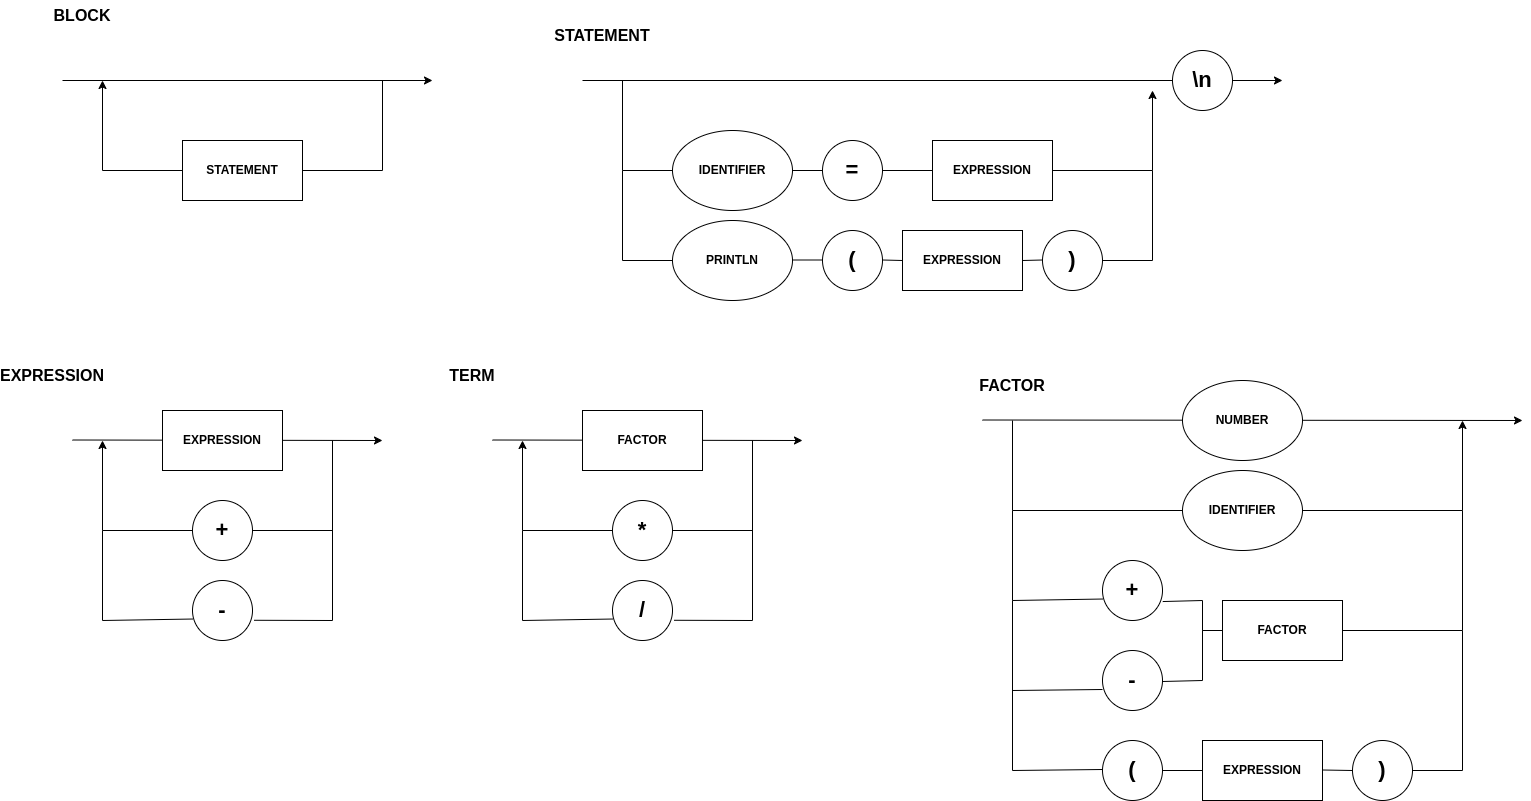 BLOCK
STATEMENT
STATEMENT
\n
IDENTIFIER
=
EXPRESSION
PRINTLN
(
EXPRESSION
)
EXPRESSION
EXPRESSION
+
-
TERM
FACTOR
*
/
FACTOR
NUMBER
IDENTIFIER
+
-
FACTOR
(
EXPRESSION
)